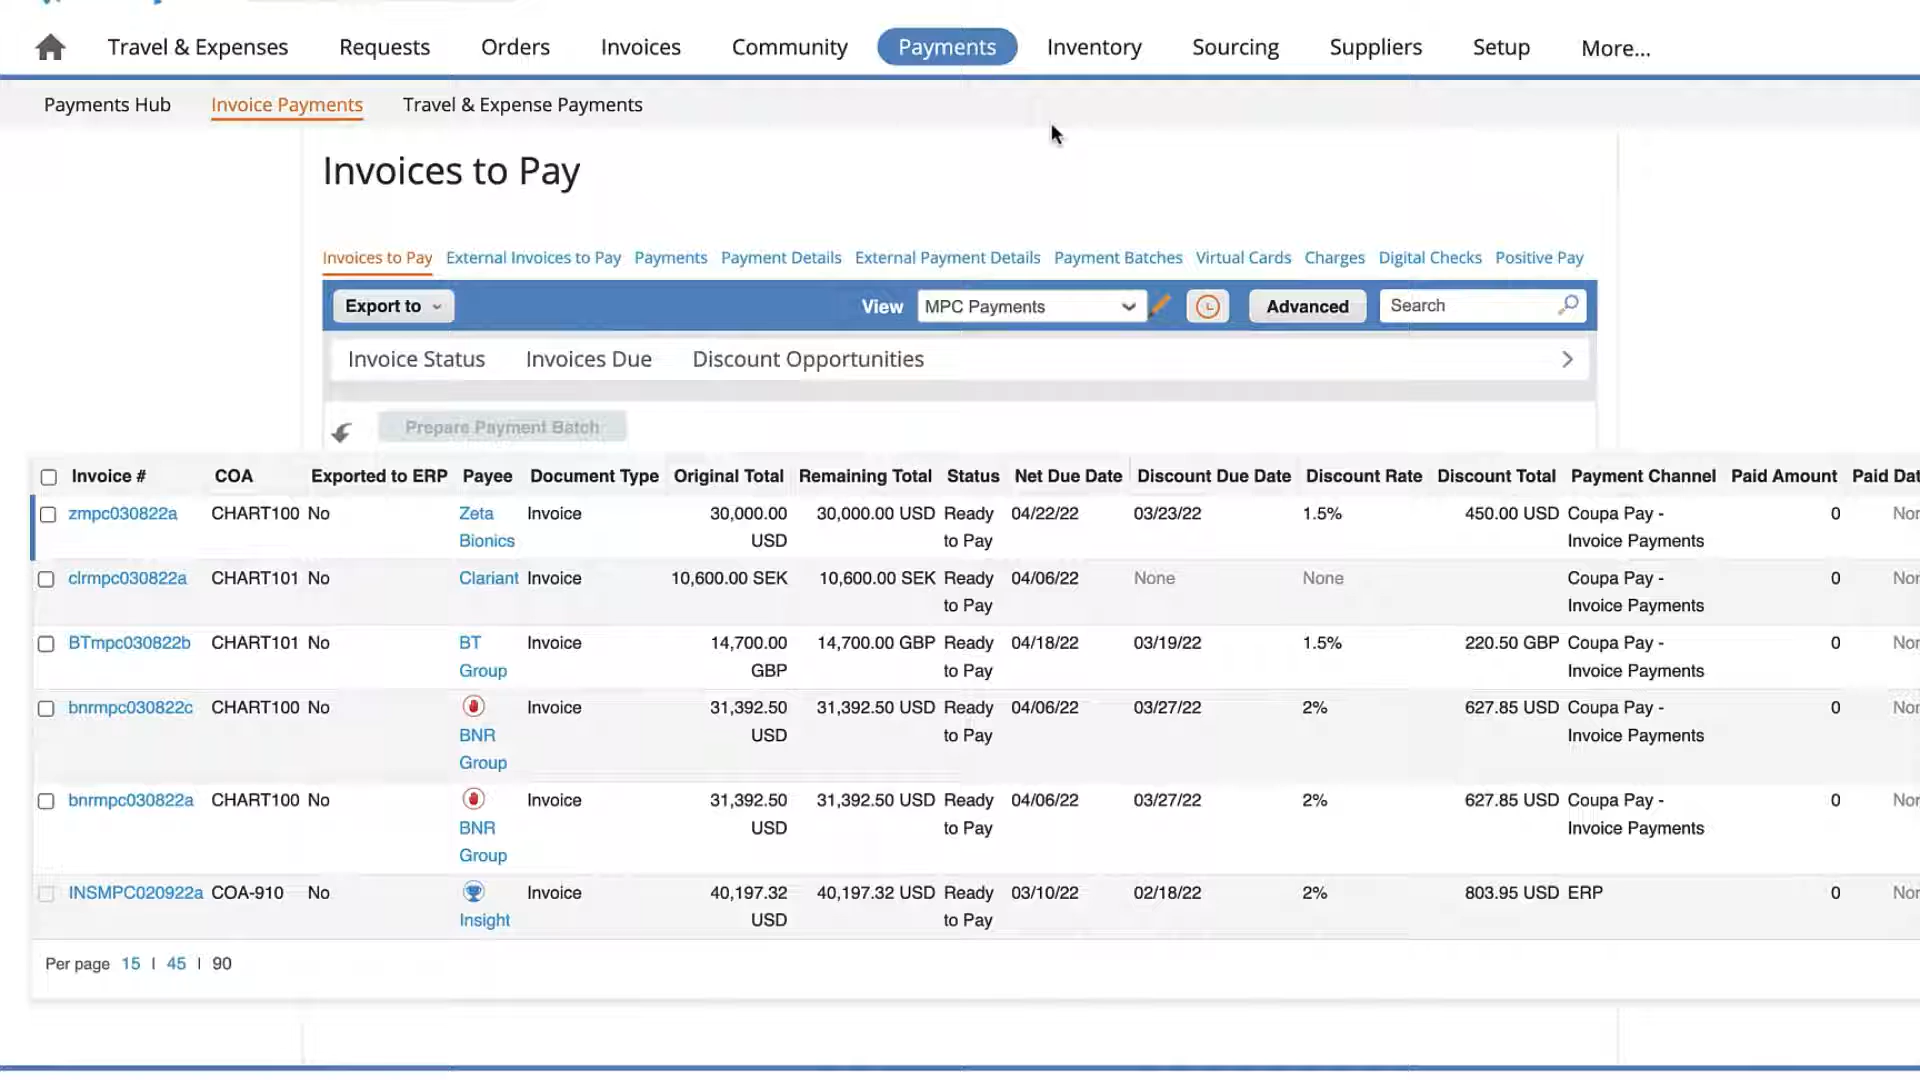 Travel & Expenses Requests Orders Invoices Community Payments Inventory Sourcing Suppliers Setup More...
Payments Hub Invoice Payments Travel & Expense Payments
Invoices to Pay
Invoices to Pay External Invoices to Pay Payments Payment Details External Payment Details Payment Batches Virtual Cards Charges Digital Checks Positive Pay
Export to View MPC Payments Advanced Search
Invoice Status Invoices Due Discount Opportunities
Prepare Payment Batch
Invoice # COA Exported to ERP Payee Document Type Original Total Remaining Total Status Net Due Date Discount Due Date Discount Rate Discount Total Payment Channel Paid Amount Paid Dat
zmpc030822a CHART100 No Zeta Invoice 30,000.00 30,000.00 USD Ready 04/22/22 03/23/22 1.5% 450.00 USD Coupa Pay - 0 Nor
Bionics USD to Pay Invoice Payments
clrmpc030822a CHART101 No Clariant Invoice 10,600.00 SEK 10,600.00 SEK Ready 04/06/22 None None Coupa Pay - 0 Nor
to Pay Invoice Payments
BTmpc030822b CHART101 No BT Invoice 14,700.00 14,700.00 GBP Ready 04/18/22 03/19/22 1.5% 220.50 GBP Coupa Pay - 0 Nor
Group GBP to Pay Invoice Payments
bnrmpc030822c CHART100 No Invoice 31,392.50 31,392.50 USD Ready 04/06/22 03/27/22 2% 627.85 USD Coupa Pay - 0 Nor
BNR USD to Pay Invoice Payments
Group
bnrmpc030822a CHART100 No Invoice 31,392.50 31,392.50 USD Ready 04/06/22 03/27/22 2% 627.85 USD Coupa Pay - 0 Nor
BNR USD to Pay Invoice Payments
Group
INSMPC020922a COA-910 No Invoice 40,197.32 40,197.32 USD Ready 03/10/22 02/18/22 2% 803.95 USD ERP 0 Nor
Insight USD to Pay
Per page 15 | 45 | 90